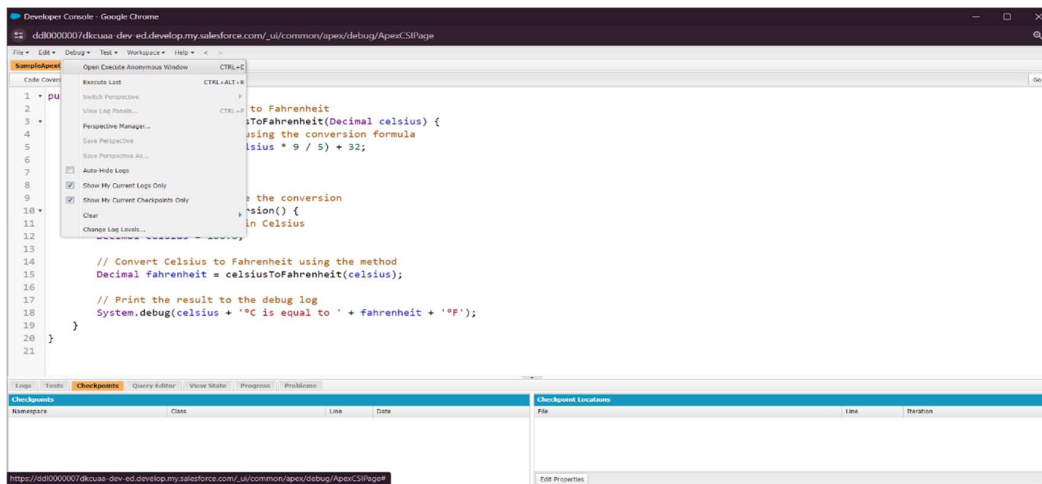 Developer Console - Google Chrome
ddl0000007dkcuaa-dev-ed.develop.my.salesforce.com/_ui/common/apex/debug/ApexCSIPage
File Edit Debug Test Workspace Help < >
SampleApexC
Code Covera
Go
Open Execute Anonymous Window CTRL+E
Execute Last CTRL+ALT+E
Switch Perspective
View Log Panels... CTRL+P
Perspective Manager...
Save Perspective
Save Perspective As...
Auto-Hide Logs
Show My Current Logs Only
Show My Current Checkpoints Only
Clear
Change Log Levels...
1 pu
2 to Fahrenheit
3 sToFahrenheit(Decimal celsius) {
4 using the conversion formula
5 lsius * 9 / 5) + 32;
6
7
8
9 e the conversion
10 rsion() {
11 in Celsius
12
13
14 // Convert Celsius to Fahrenheit using the method
15 Decimal fahrenheit = celsiusToFahrenheit(celsius);
16
17 // Print the result to the debug log
18 System.debug(celsius + '°C is equal to ' + fahrenheit + '°F');
19 }
20 }
21
Logs Tests Checkpoints Query Editor View State Progress Problems
Checkpoints
Namespace Class Line Date
Checkpoint Locations
File Line Iteration
https://ddl0000007dkcuaa-dev-ed.develop.my.salesforce.com/_ui/common/apex/debug/ApexCSIPage#
Edit Properties